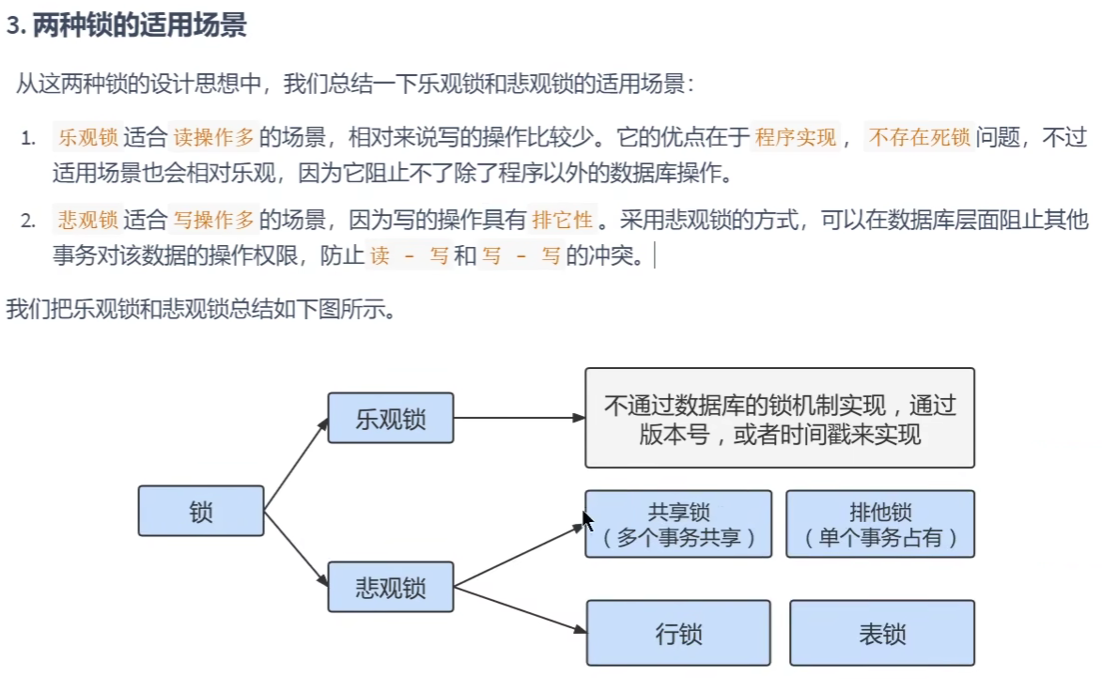 3. 两种锁的适用场景
从这两种锁的设计思想中，我们总结一下乐观锁和悲观锁的适用场景：
1. 乐观锁适合读操作多的场景，相对来说写的操作比较少。它的优点在于程序实现，不存在死锁问题，不过
适用场景也会相对乐观，因为它阻止不了除了程序以外的数据库操作。
2. 悲观锁适合写操作多的场景，因为写的操作具有排它性。采用悲观锁的方式，可以在数据库层面阻止其他
事务对该数据的操作权限，防止读 - 写和写 - 写的冲突。
我们把乐观锁和悲观锁总结如下图所示。
乐观锁
不通过数据库的锁机制实现，通过
版本号，或者时间戳来实现
锁
共享锁
（多个事务共享）
排他锁
（单个事务占有）
悲观锁
行锁
表锁